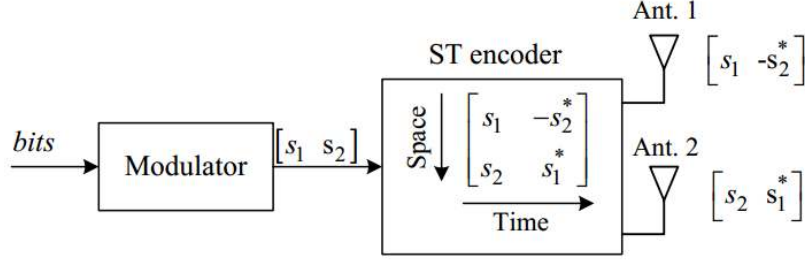 Ant. 1
[s₁ -s₂*]
ST encoder
bits
Modulator
[s₁ s₂]
Space
[s₁ -s₂*
s₂ s₁*]
Time
Ant. 2
[s₂ s₁*]